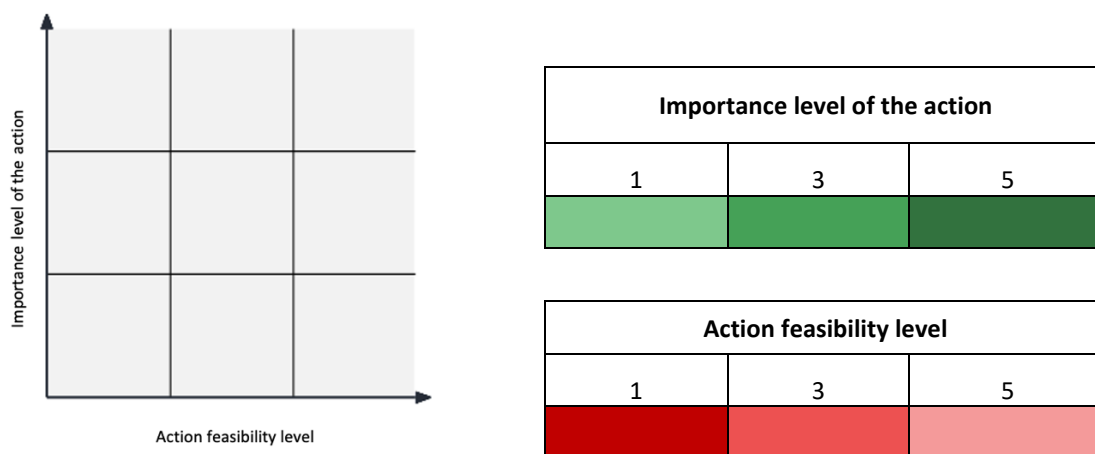 Importance level of the action
Action feasibility level
Importance level of the action
1 3 5
Action feasibility level
1 3 5